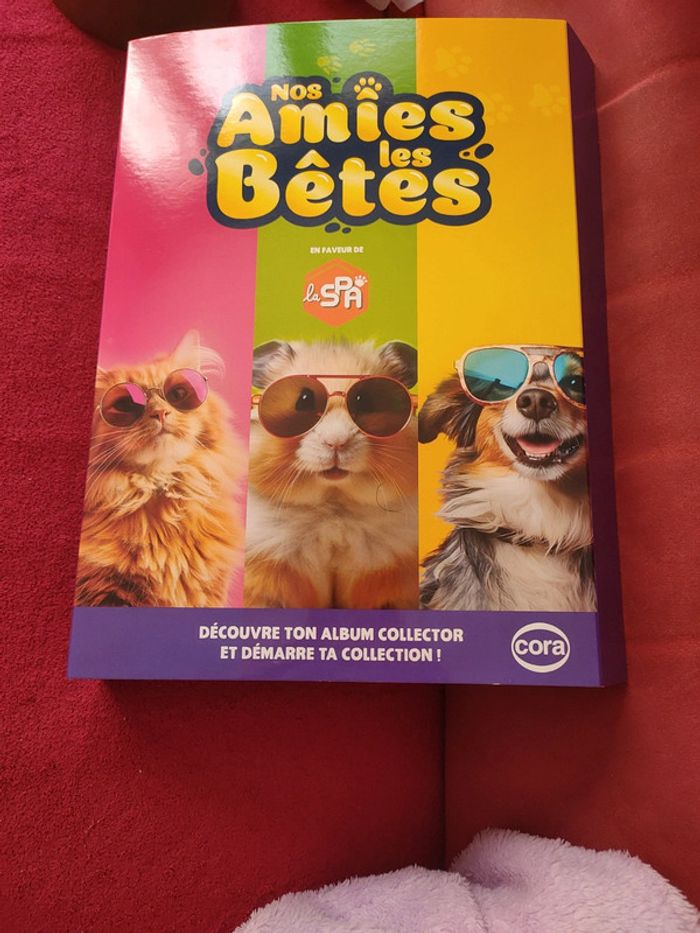 Nos
Amies
les
Bêtes
EN FAVEUR DE
la SPA
DÉCOUVRE TON ALBUM COLLECTOR
ET DÉMARRE TA COLLECTION !
cora